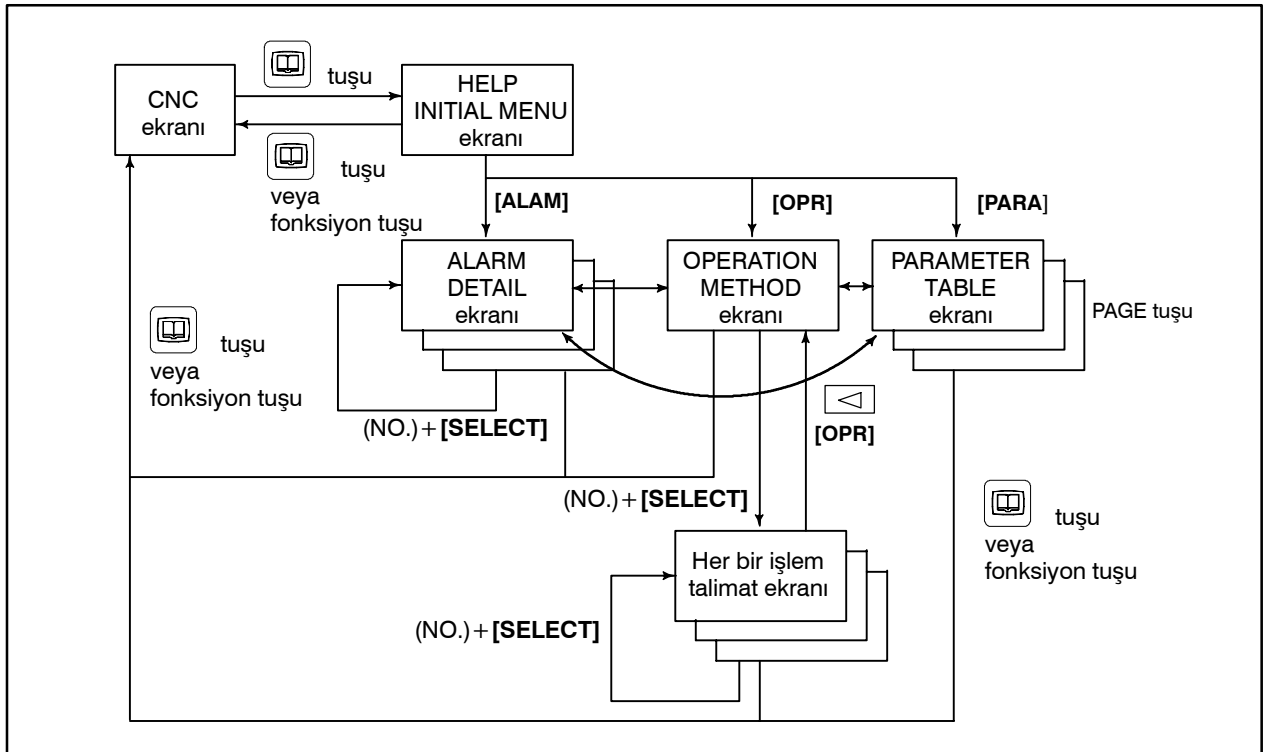 tuşu
CNC
ekranı
HELP
INITIAL MENU
ekranı
tuşu
veya
fonksiyon tuşu
[ALAM]
[OPR]
[PARA]
ALARM
DETAIL
ekranı
OPERATION
METHOD
ekranı
PARAMETER
TABLE
ekranı
PAGE tuşu
tuşu
veya
fonksiyon tuşu
(NO.)+[SELECT]
[OPR]
(NO.)+[SELECT]
tuşu
veya
fonksiyon tuşu
Her bir işlem
talimat ekranı
(NO.)+[SELECT]